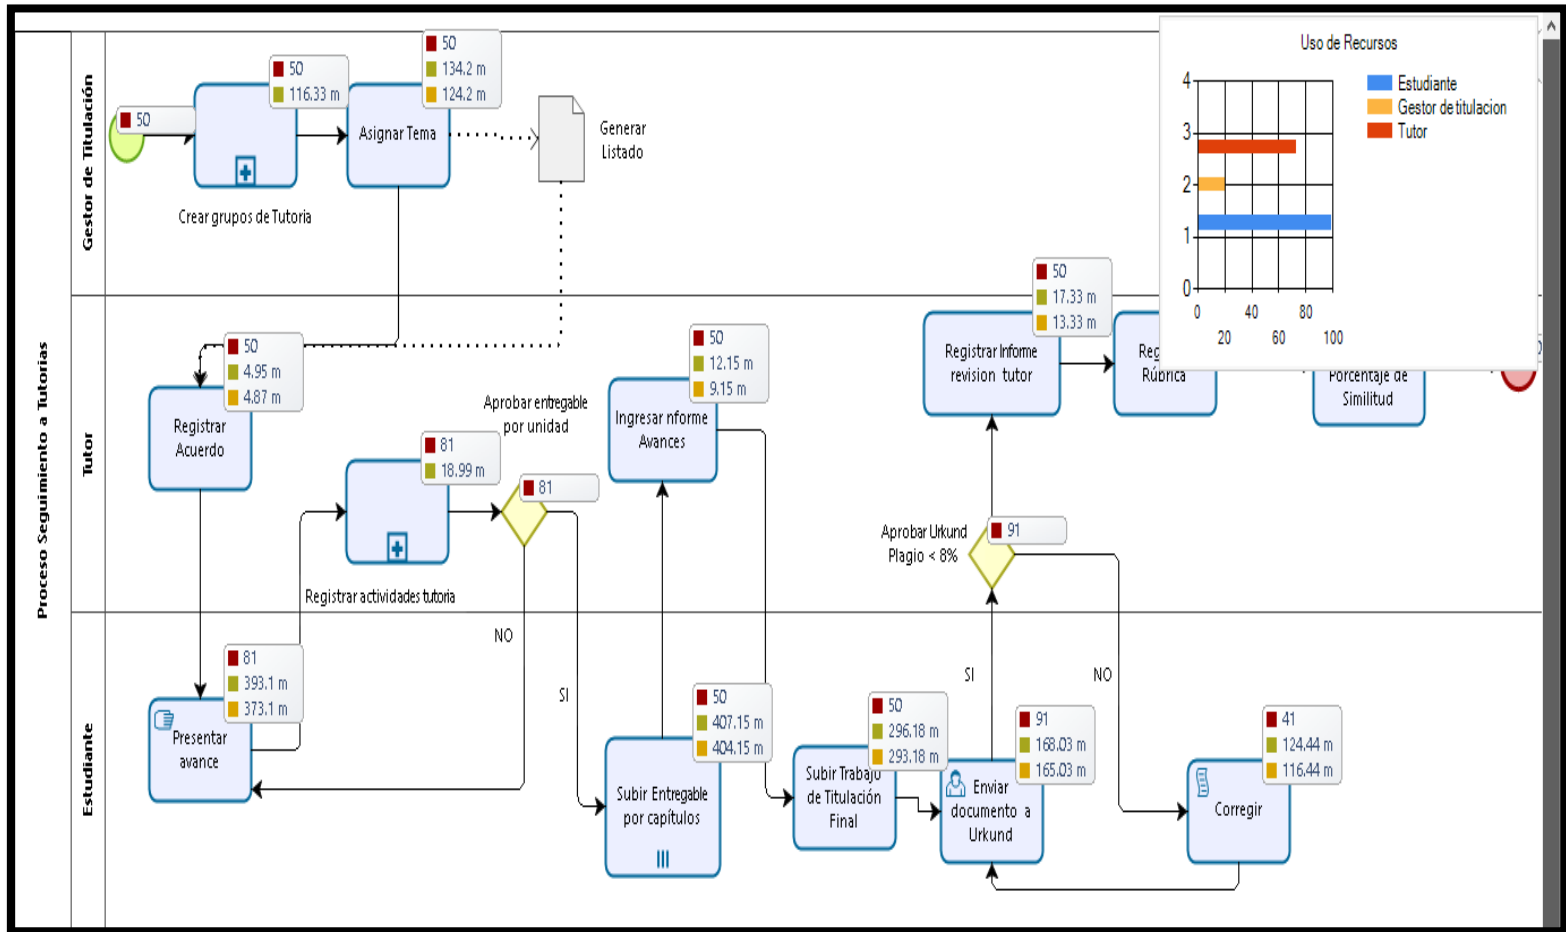 Proceso Seguimiento a Tutorias
Gestor de Titulación
50
50
116.33 m
Crear grupos de Tutoria
50
134.2 m
124.2 m
Asignar Tema
Generar
Listado
Uso de Recursos
4
3
2
1
0
0
20
40
60
80
100
Estudiante
Gestor de titulacion
Tutor
Tutor
50
4.95 m
4.87 m
Registrar
Acuerdo
81
18.99 m
Registrar actividades tutoria
Aprobar entregable
por unidad
81
50
12.15 m
9.15 m
Ingresar nforme
Avances
50
17.33 m
13.33 m
Registrar Informe
revision tutor
Reg
Rúbrica
Porcentaje de
Similitud
Aprobar Urkund
Plagio < 8%
91
Estudiante
NO
SI
SI
NO
81
393.1 m
373.1 m
Presentar
avance
50
407.15 m
404.15 m
Subir Entregable
por capítulos
50
296.18 m
293.18 m
Subir Trabajo
de Titulación
Final
91
168.03 m
165.03 m
Enviar
documento a
Urkund
41
124.44 m
116.44 m
Corregir